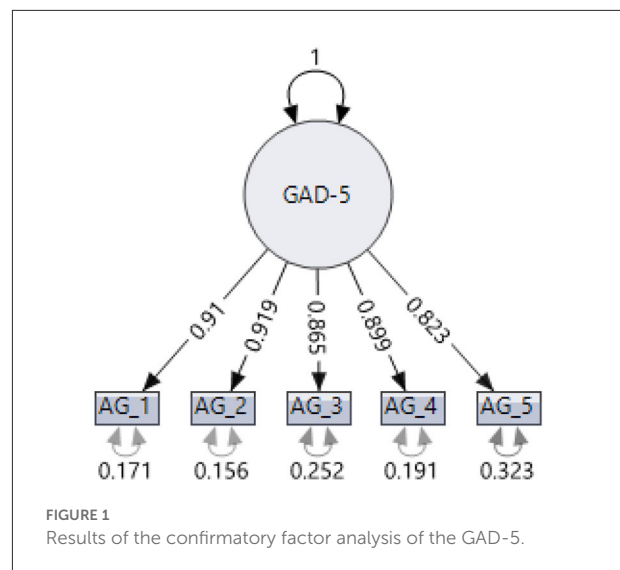 1
GAD-5
0.91
0.919
0.865
0.899
0.823
AG_1 AG_2 AG_3 AG_4 AG_5
0.171 0.156 0.252 0.191 0.323
FIGURE 1
Results of the confirmatory factor analysis of the GAD-5.